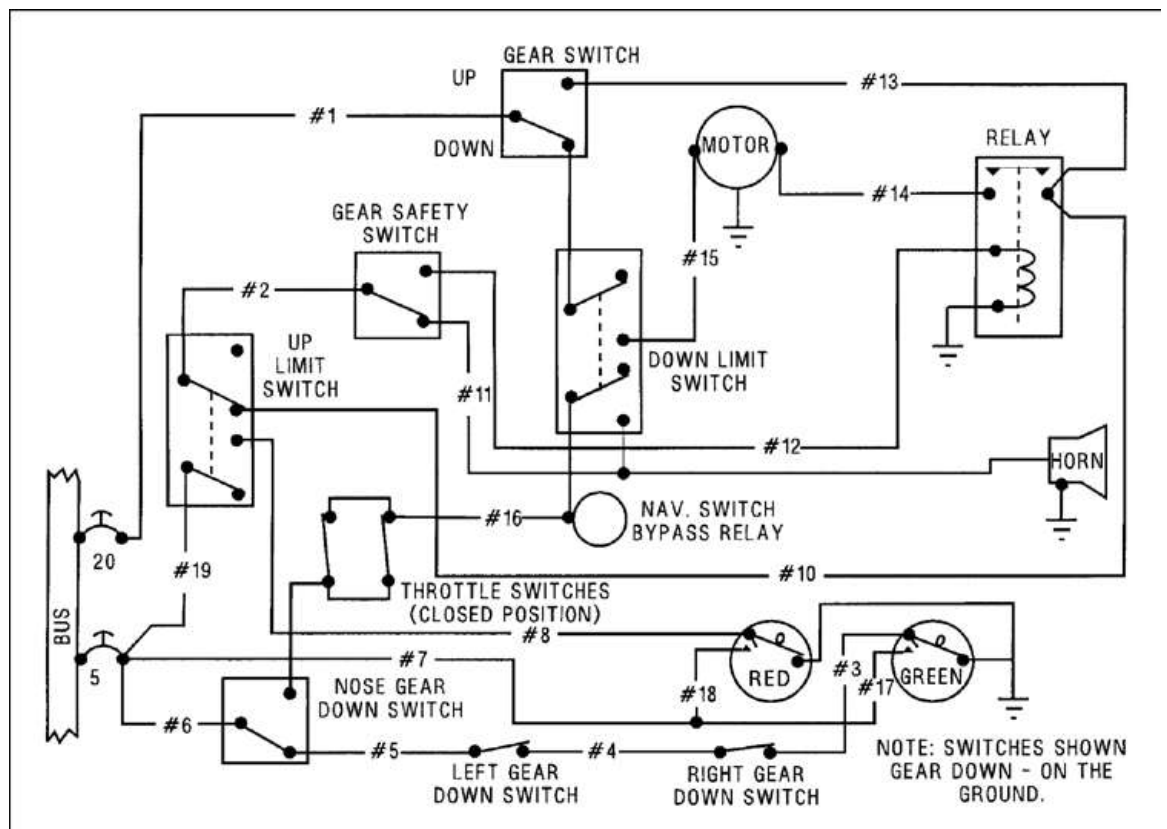 GEAR SWITCH
UP
#13
#1
MOTOR
RELAY
DOWN
#14
GEAR SAFETY
SWITCH
#15
#2
UP
LIMIT
SWITCH
DOWN LIMIT
SWITCH
#11
#12
HORN
NAV. SWITCH
BYPASS RELAY
#16
20
#19
#10
THROTTLE SWITCHES
(CLOSED POSITION)
BUS
#8
#7
5
#3
RED
GREEN
#17
#18
NOSE GEAR
DOWN SWITCH
#6
#5
#4
LEFT GEAR
DOWN SWITCH
RIGHT GEAR
DOWN SWITCH
NOTE: SWITCHES SHOWN
GEAR DOWN - ON THE
GROUND.